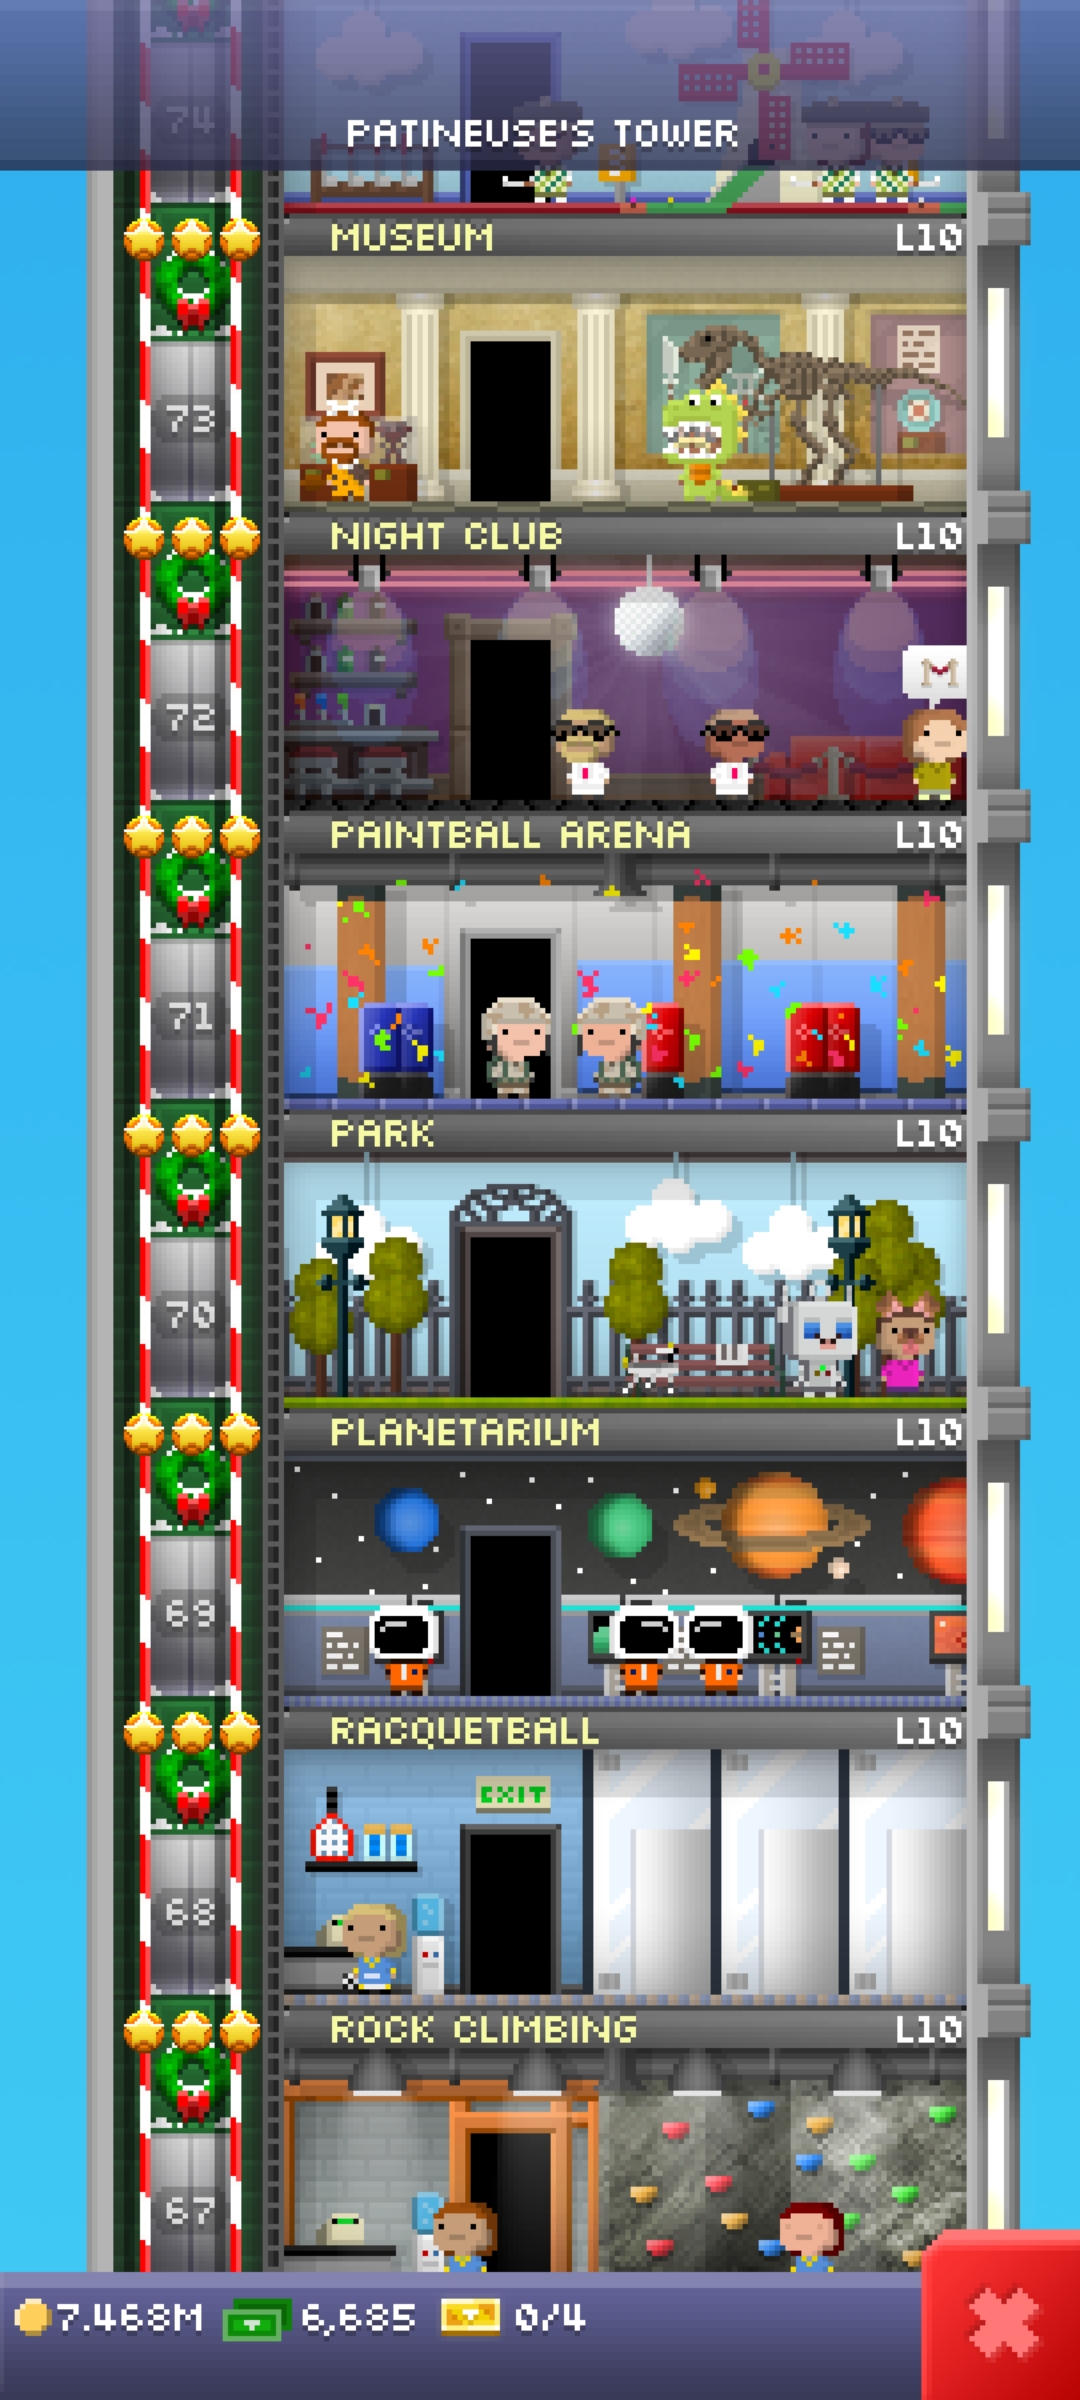 74
PATINEUSE'S TOWER
MUSEUM L10
73
NIGHT CLUB L10
M
72
PAINTBALL ARENA L10
71
PARK L10
70
PLANETARIUM L10
69
RACQUETBALL L10
EXIT
68
ROCK CLIMBING L10
67
7.468M 6,685 0/4